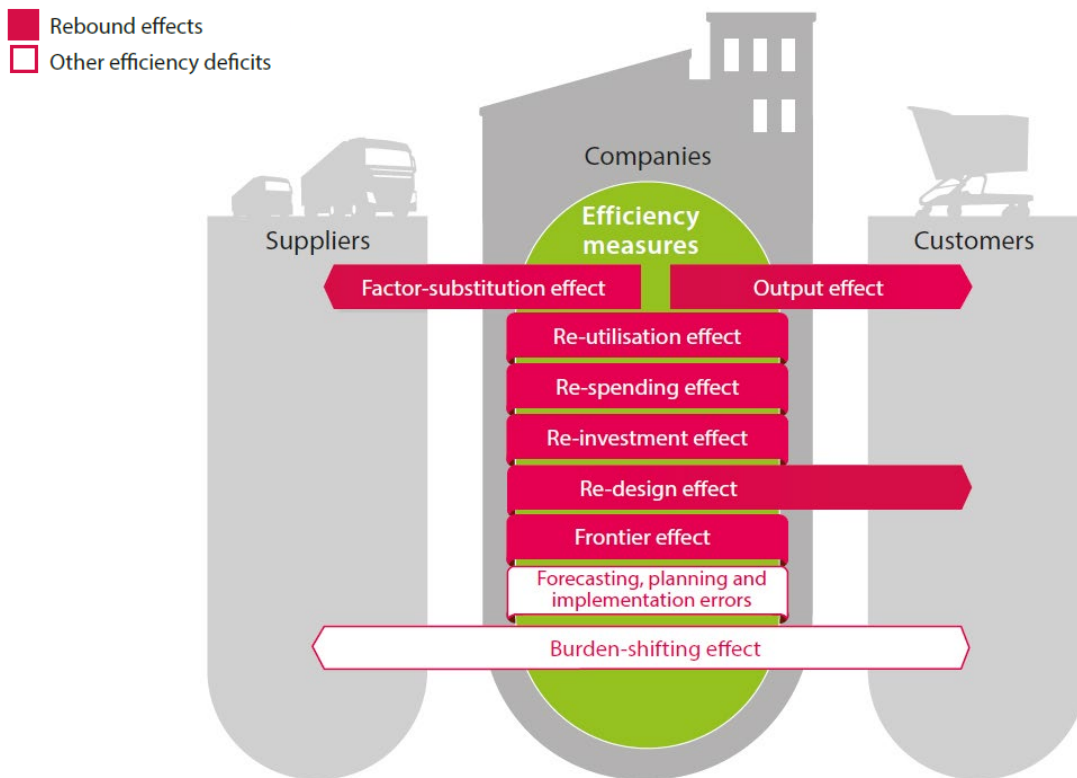 Rebound effects
Other efficiency deficits
Companies
Efficiency
measures
Suppliers
Customers
Factor-substitution effect
Output effect
Re-utilisation effect
Re-spending effect
Re-investment effect
Re-design effect
Frontier effect
Forecasting, planning and
implementation errors
Burden-shifting effect